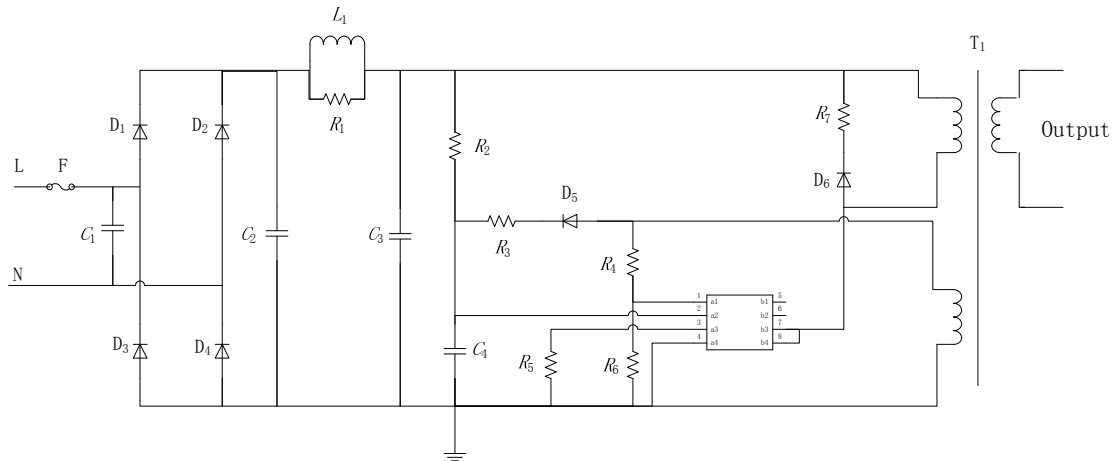 L₁
T₁
D₁
D₂
R₁
R₇
R₂
Output
L
F
D₆
D₅
C₁
C₂
C₃
R₃
R₄
N
1
a1
b1
5
2
a2
b2
6
3
a3
b3
7
4
a4
b4
8
D₃
D₄
C₄
R₅
R₆